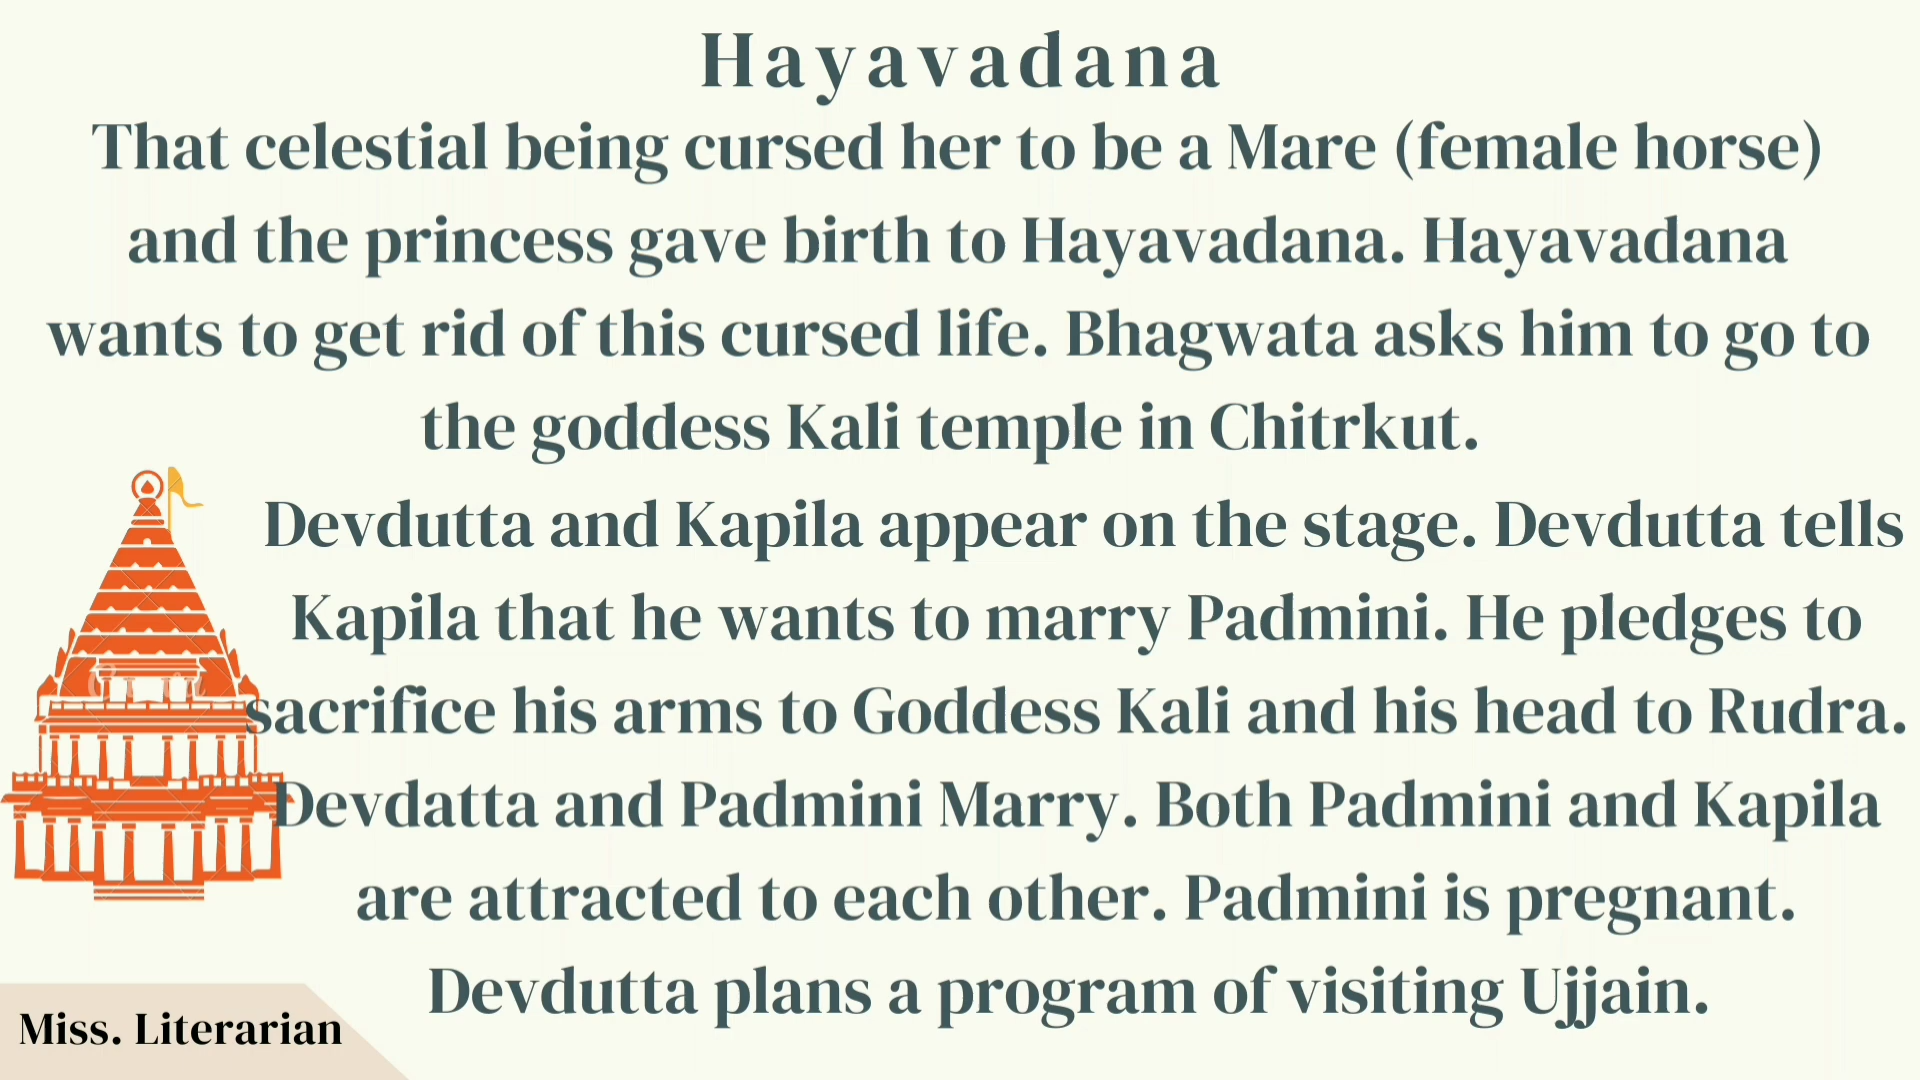 Hayavadana
That celestial being cursed her to be a Mare (female horse)
and the princess gave birth to Hayavadana. Hayavadana
wants to get rid of this cursed life. Bhagwata asks him to go to
the goddess Kali temple in Chitrkut.
Devdutta and Kapila appear on the stage. Devdutta tells
Kapila that he wants to marry Padmini. He pledges to
sacrifice his arms to Goddess Kali and his head to Rudra.
Devdatta and Padmini Marry. Both Padmini and Kapila
are attracted to each other. Padmini is pregnant.
Devdutta plans a program of visiting Ujjain.
Miss. Literarian